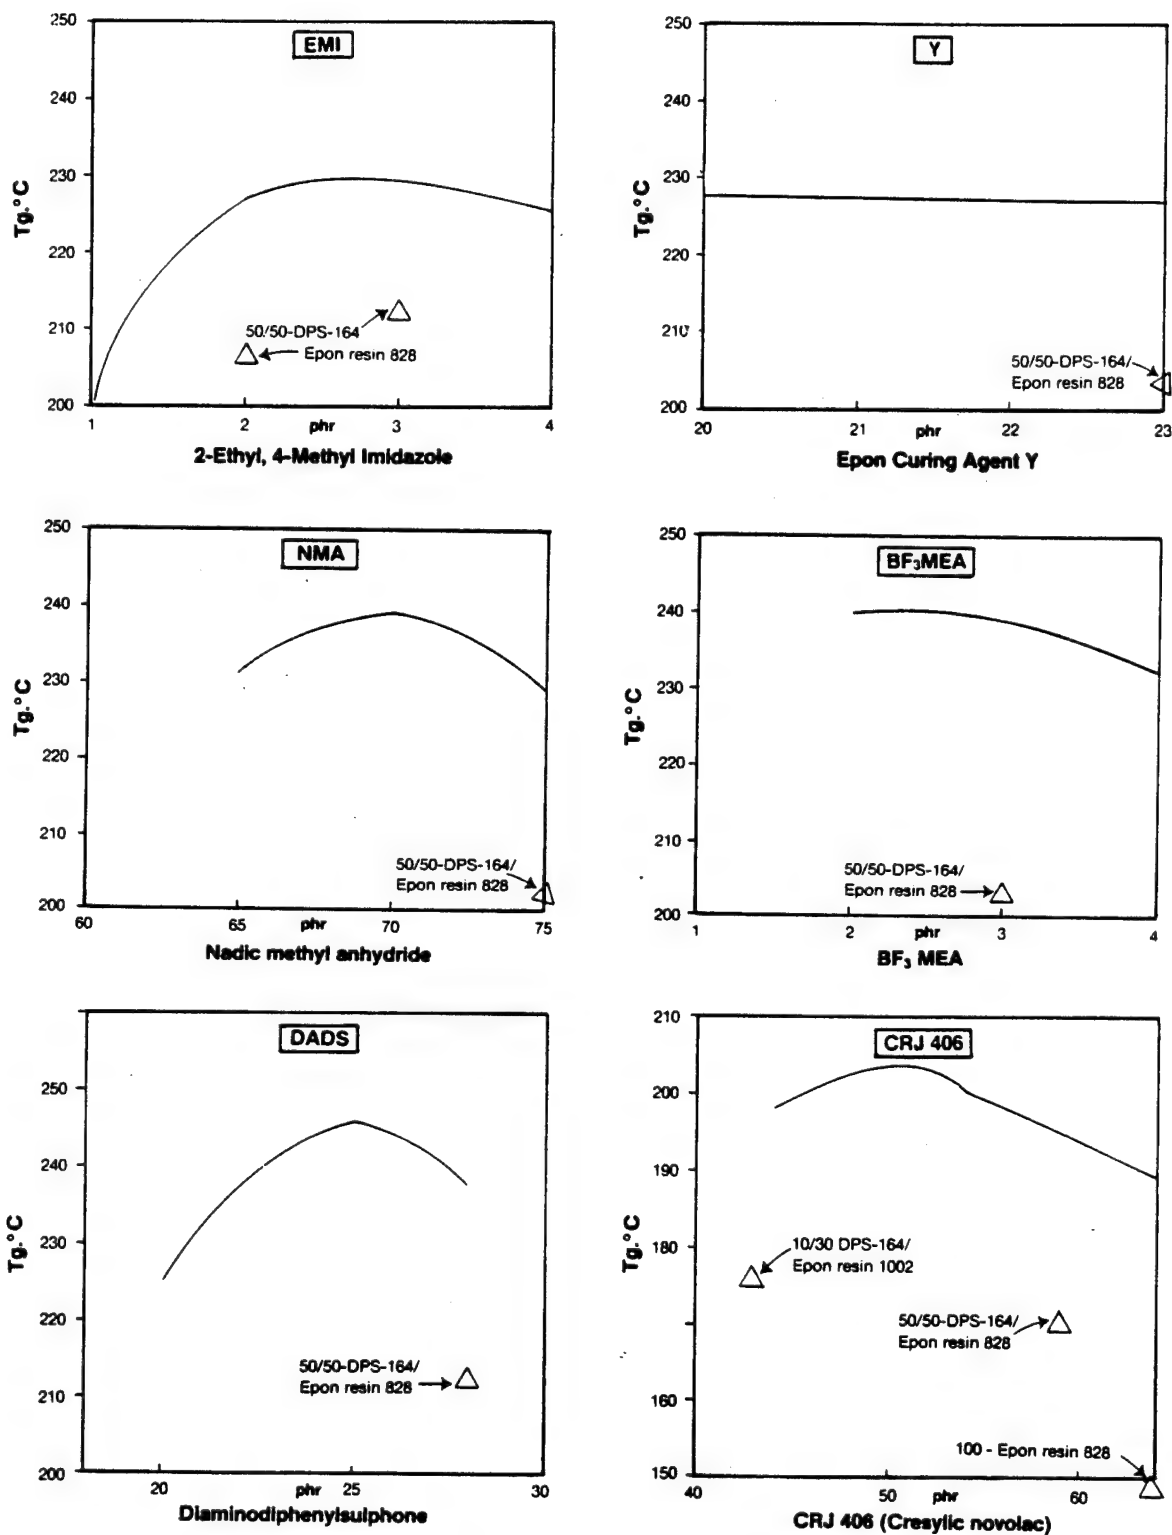 EMI
250
240
230
220
210
200
Tg.°C
50/50-DPS-164
Epon resin 828
1
2
phr
3
4
2-Ethyl, 4-Methyl Imidazole
Y
250
240
230
220
210
200
Tg.°C
50/50-DPS-164/
Epon resin 828
20
21
phr
22
23
Epon Curing Agent Y
NMA
250
240
230
220
210
200
Tg.°C
50/50-DPS-164/
Epon resin 828
60
65
phr
70
75
Nadic methyl anhydride
BF₃MEA
250
240
230
220
210
200
Tg.°C
50/50-DPS-164/
Epon resin 828
1
2
phr
3
4
BF₃ MEA
DADS
250
240
230
220
210
200
Tg.°C
50/50-DPS-164/
Epon resin 828
20
phr
25
30
Diaminodiphenylsulphone
CRJ 406
210
200
190
180
160
150
Tg.°C
10/30 DPS-164/
Epon resin 1002
50/50-DPS-164/
Epon resin 828
100 - Epon resin 828
40
50
phr
60
CRJ 406 (Cresylic novolac)